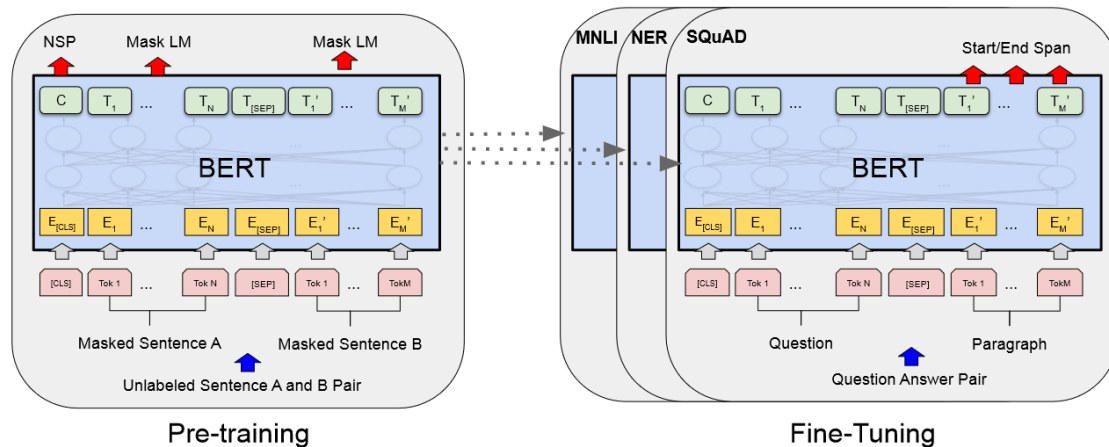 NSP Mask LM Mask LM
C T1 ... TN T[SEP] T1' ... TM'
...
BERT
...
E[CLS] E1 ... EN E[SEP] E1' ... EM'
[CLS] Tok 1 ... Tok N [SEP] Tok 1 ... TokM
Masked Sentence A Masked Sentence B
Unlabeled Sentence A and B Pair
Pre-training
MNLI NER SQuAD
Start/End Span
C T1 ... TN T[SEP] T1' ... TM'
...
BERT
...
E[CLS] E1 ... EN E[SEP] E1' ... EM'
[CLS] Tok 1 ... Tok N [SEP] Tok 1 ... TokM
Question Paragraph
Question Answer Pair
Fine-Tuning